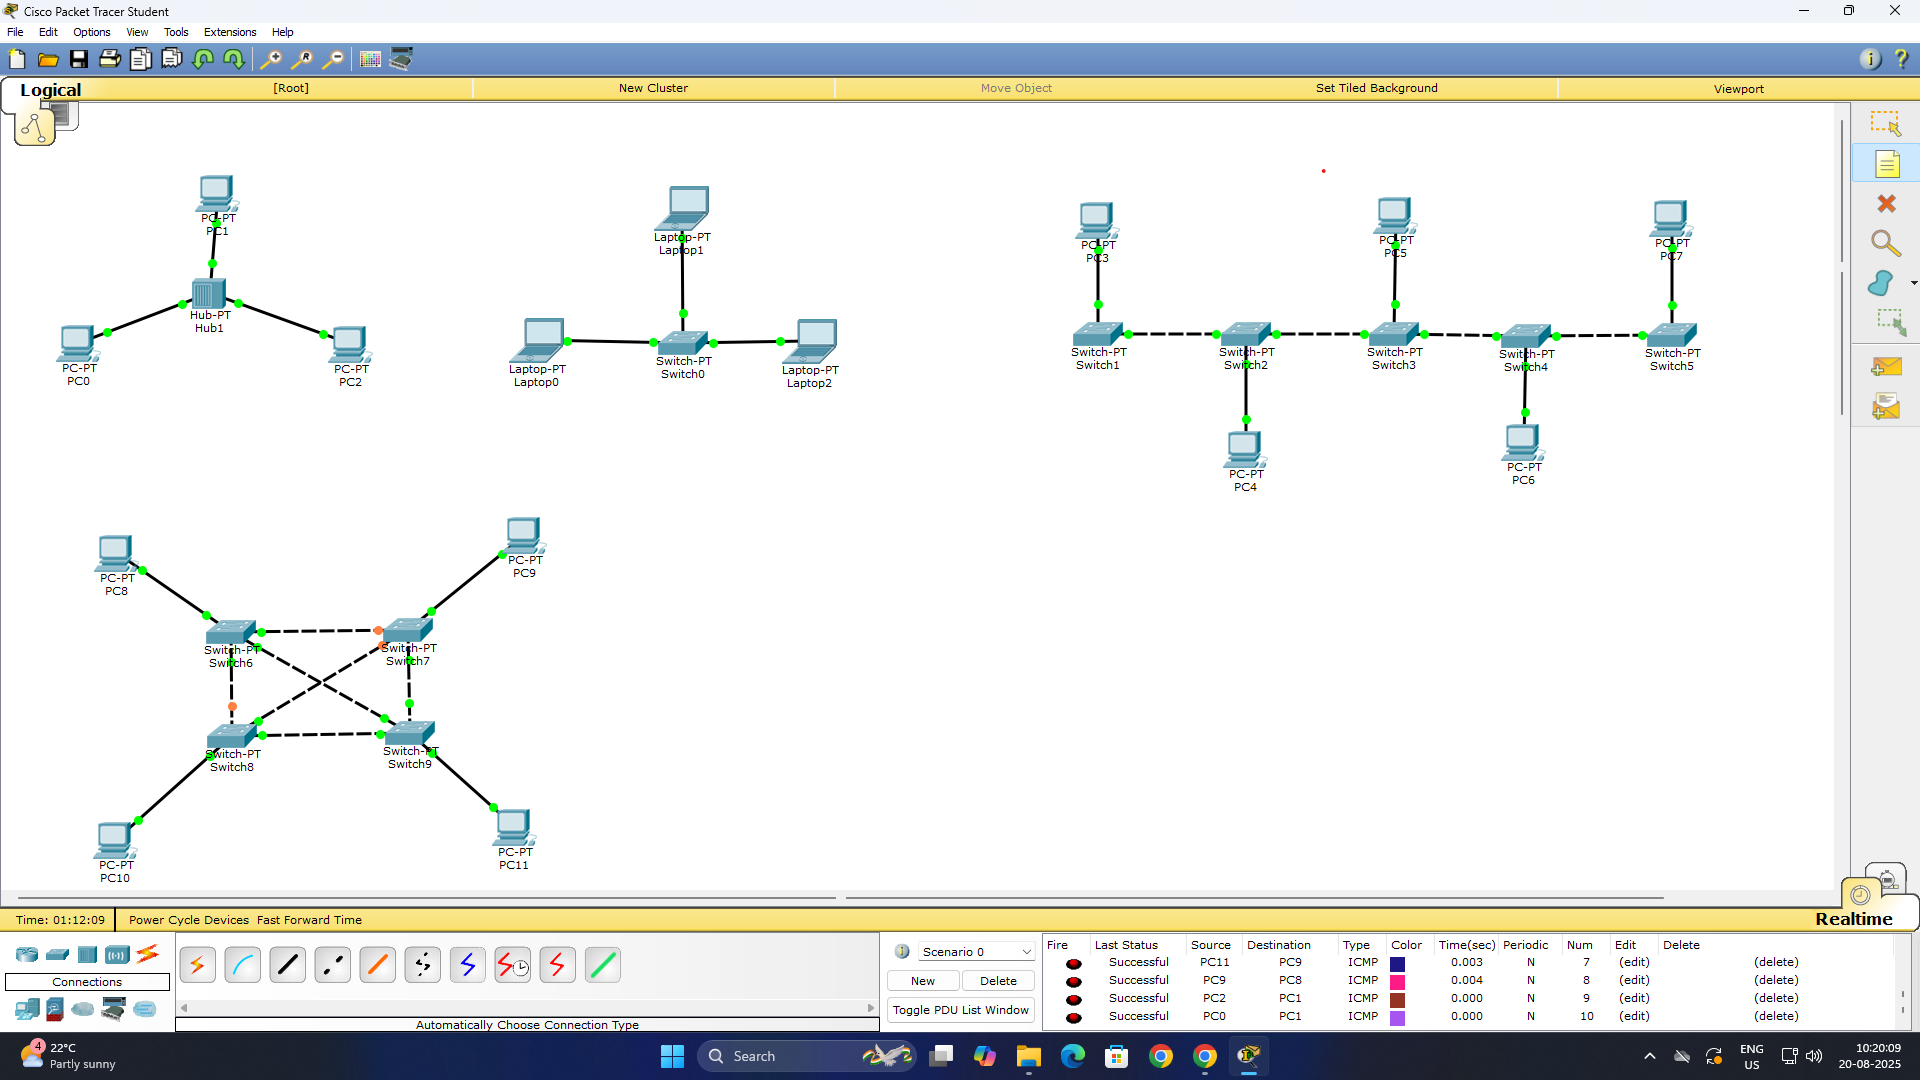 Cisco Packet Tracer Student
File Edit Options View Tools Extensions Help
Logical [Root] New Cluster Move Object Set Tiled Background Viewport
PC-PT
PC1
Hub-PT
Hub1
PC-PT
PC0
PC-PT
PC2
Laptop-PT
Laptop1
Laptop-PT
Laptop0
Switch-PT
Switch0
Laptop-PT
Laptop2
PC-PT
PC3
PC-PT
PC5
PC-PT
PC7
Switch-PT
Switch1
Switch-PT
Switch2
Switch-PT
Switch3
Switch-PT
Switch4
Switch-PT
Switch5
PC-PT
PC4
PC-PT
PC6
PC-PT
PC8
PC-PT
PC9
Switch-PT
Switch6
Switch-PT
Switch7
Switch-PT
Switch8
Switch-PT
Switch9
PC-PT
PC10
PC-PT
PC11
Time: 01:12:09 Power Cycle Devices Fast Forward Time Realtime
Connections
Automatically Choose Connection Type
Scenario 0
New Delete
Toggle PDU List Window
Fire Last Status Source Destination Type Color Time(sec) Periodic Num Edit Delete
Successful PC11 PC9 ICMP 0.003 N 7 (edit) (delete)
Successful PC9 PC8 ICMP 0.004 N 8 (edit) (delete)
Successful PC2 PC1 ICMP 0.000 N 9 (edit) (delete)
Successful PC0 PC1 ICMP 0.000 N 10 (edit) (delete)
4
22°C
Partly sunny
Search
ENG
US
10:20:09
20-08-2025